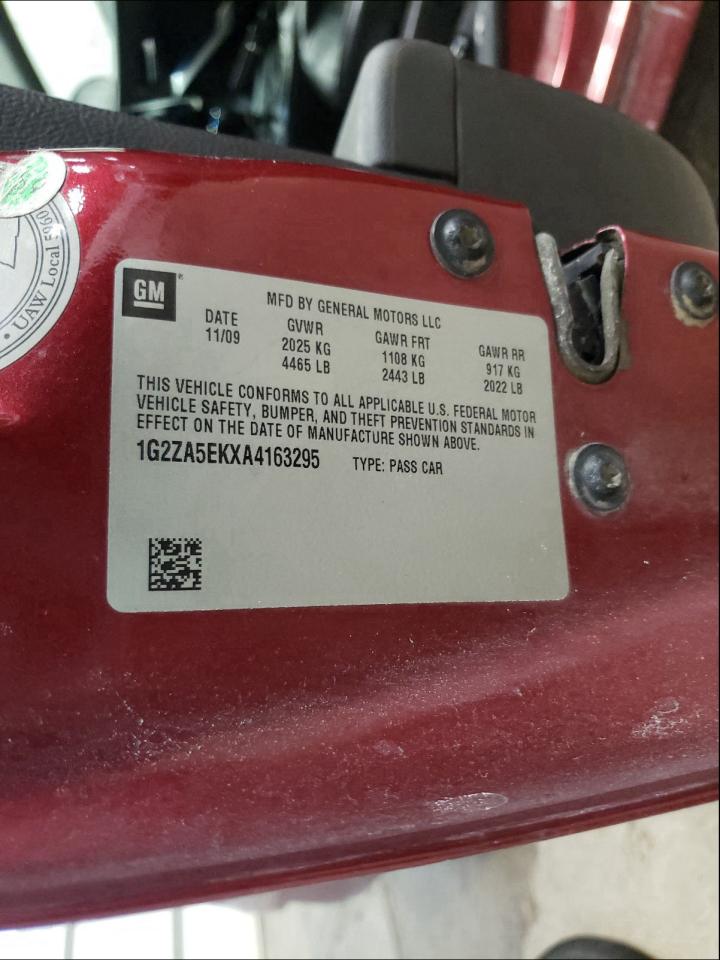 UAW Local 5960
GM
MFD BY GENERAL MOTORS LLC
DATE GVWR GAWR FRT GAWR RR
11/09 2025 KG 1108 KG 917 KG
4465 LB 2443 LB 2022 LB
THIS VEHICLE CONFORMS TO ALL APPLICABLE U.S. FEDERAL MOTOR
VEHICLE SAFETY, BUMPER, AND THEFT PREVENTION STANDARDS IN
EFFECT ON THE DATE OF MANUFACTURE SHOWN ABOVE.
1G2ZA5EKXA4163295 TYPE: PASS CAR